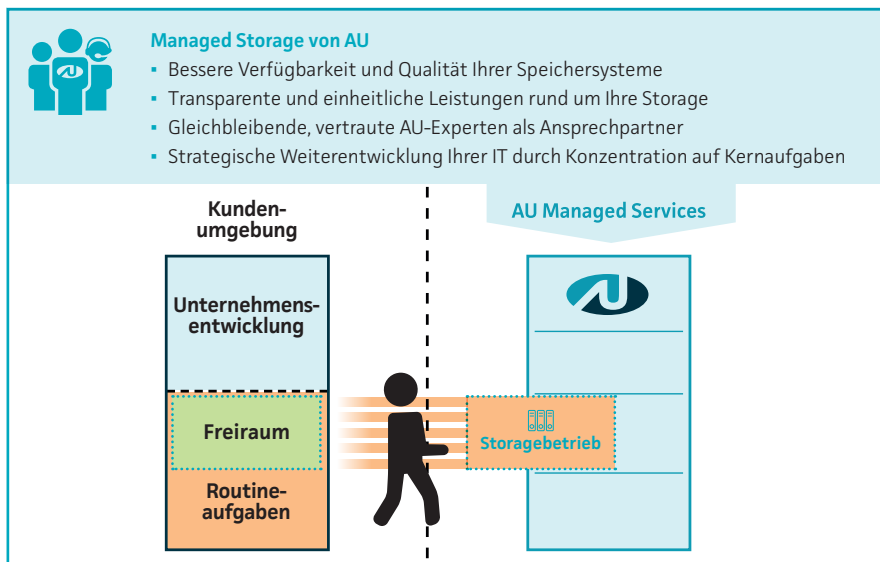 Managed Storage von AU
▪ Bessere Verfügbarkeit und Qualität Ihrer Speichersysteme
▪ Transparente und einheitliche Leistungen rund um Ihre Storage
▪ Gleichbleibende, vertraute AU-Experten als Ansprechpartner
▪ Strategische Weiterentwicklung Ihrer IT durch Konzentration auf Kernaufgaben
Kunden-
umgebung
AU Managed Services
Unternehmens-
entwicklung
Freiraum
Storagebetrieb
Routine-
aufgaben
AU
AU